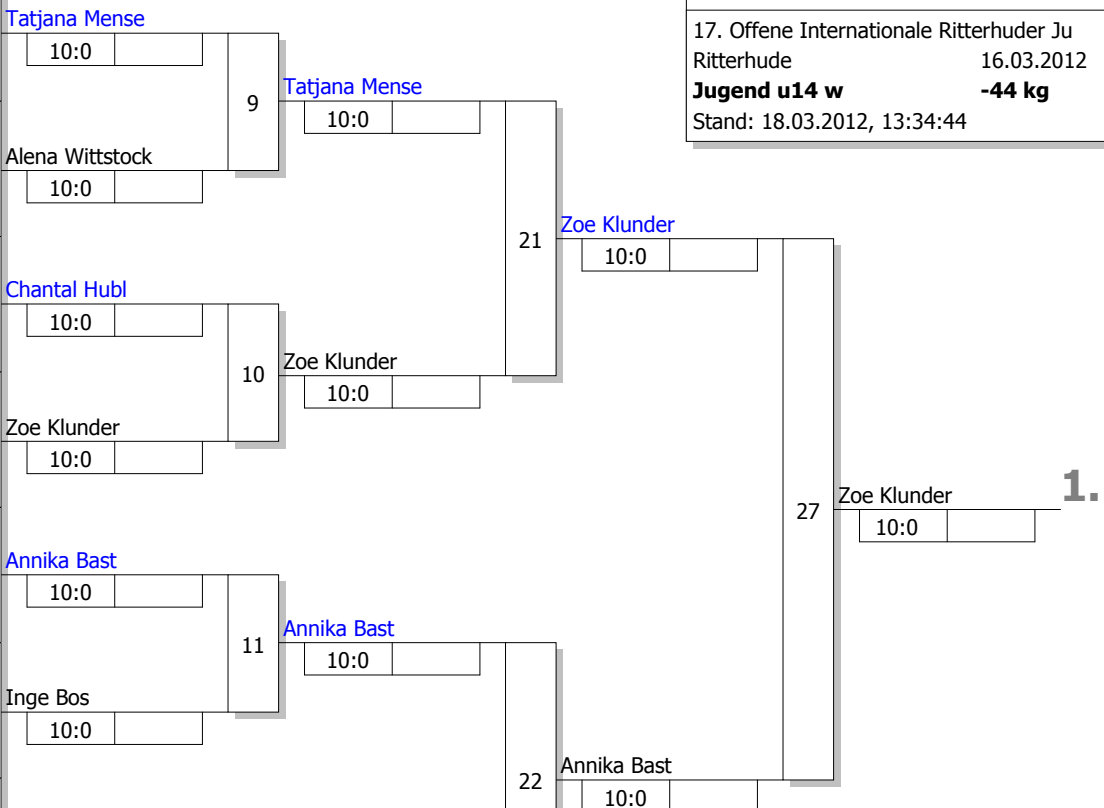 Tatjana Mense
10:0
9
Alena Wittstock
10:0
Tatjana Mense
10:0
Chantal Hubl
10:0
10
Zoe Klunder
10:0
Zoe Klunder
10:0
21
Zoe Klunder
10:0
Annika Bast
10:0
11
Inge Bos
10:0
Annika Bast
10:0
22
Annika Bast
10:0
27
Zoe Klunder
10:0
1.
17. Offene Internationale Ritterhuder Ju
Ritterhude 16.03.2012
Jugend u14 w -44 kg
Stand: 18.03.2012, 13:34:44